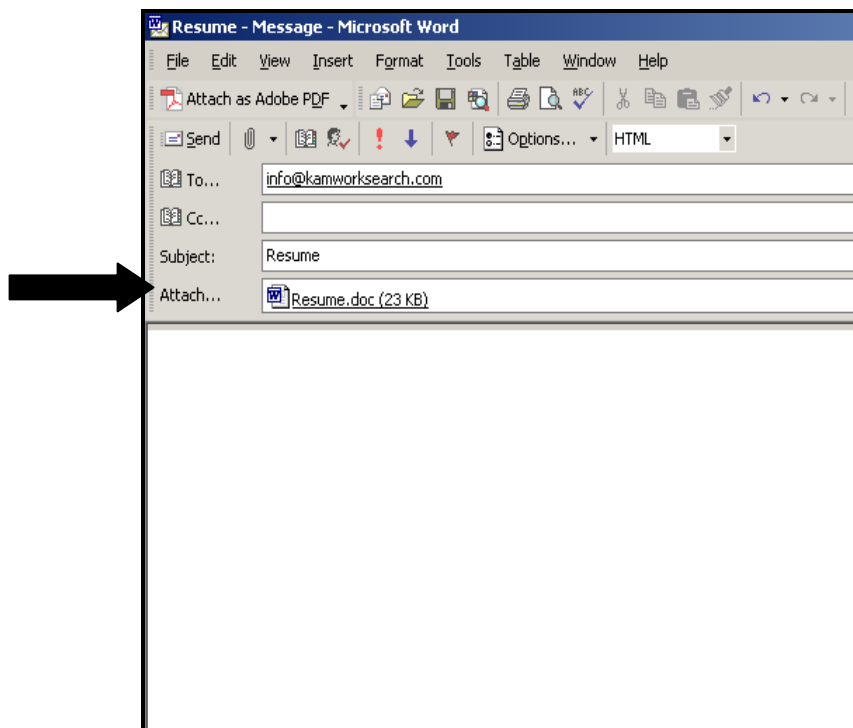 Resume - Message - Microsoft Word
File Edit View Insert Format Tools Table Window Help
Attach as Adobe PDF ABC
Send Options... HTML
To... info@kamworksearch.com
Cc...
Subject: Resume
Attach... Resume.doc (23 KB)